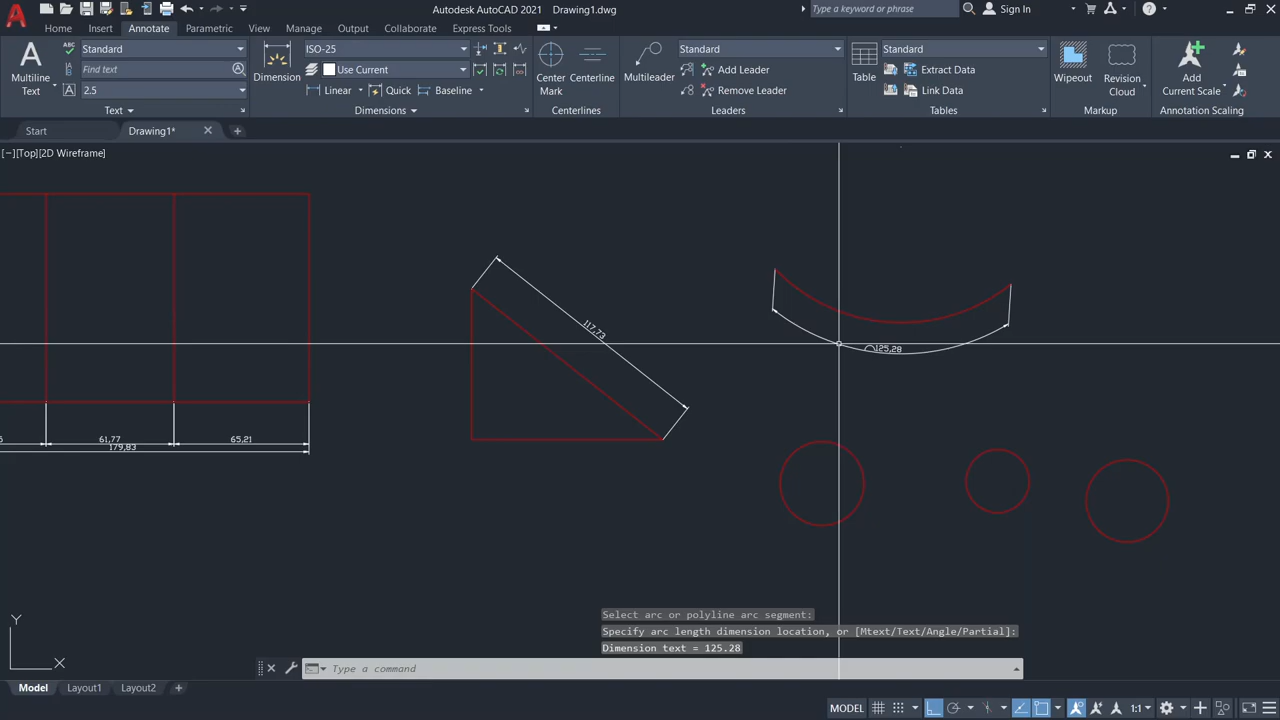 Autodesk AutoCAD 2021 Drawing1.dwg
Type a keyword or phrase
Sign In
Home Insert Annotate Parametric View Manage Output Collaborate Express Tools
Standard
Find text
2.5
Multiline
Text
Text
Dimension
ISO-25
Use Current
Linear
Quick
Baseline
Dimensions
Center
Mark
Centerline
Centerlines
Multileader
Standard
Add Leader
Remove Leader
Leaders
Table
Standard
Extract Data
Link Data
Tables
Wipeout
Revision
Cloud
Markup
Add
Current Scale
Annotation Scaling
Start
Drawing1*
[−][Top][2D Wireframe]
117,73
125,28
61,77
65,21
179,83
Y
X
Select arc or polyline arc segment:
Specify arc length dimension location, or [Mtext/Text/Angle/Partial]:
Dimension text = 125.28
Type a command
Model
Layout1
Layout2
MODEL
1:1